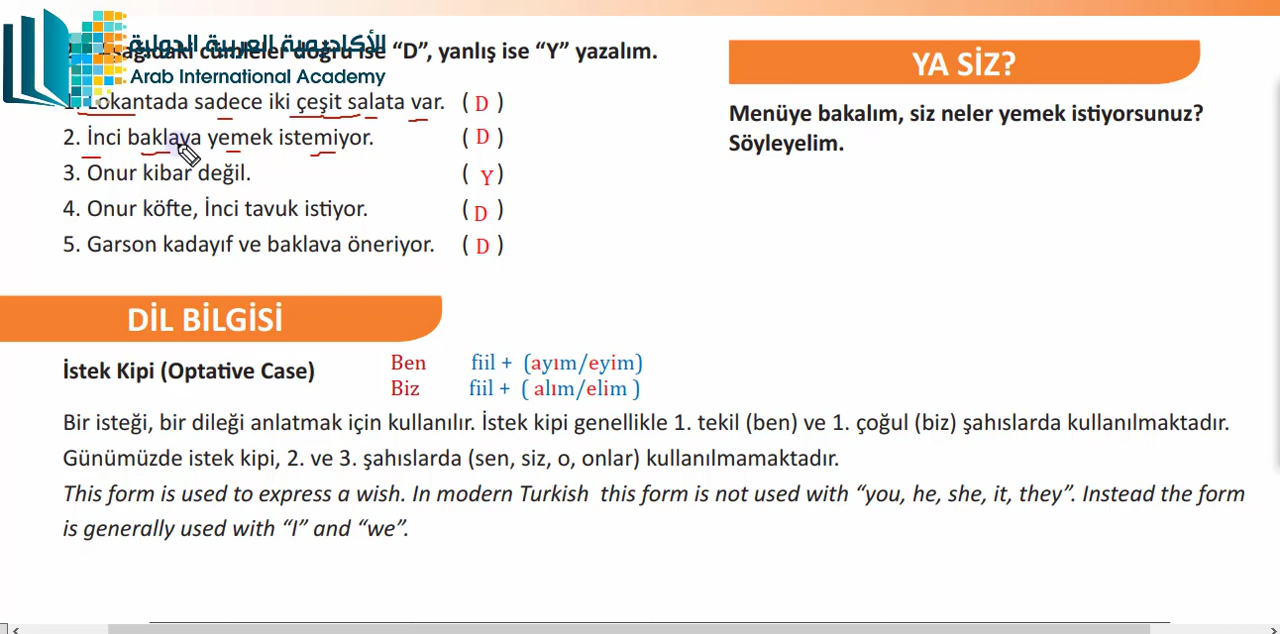 الأكاديمية العربية الدولية
Arab International Academy
cümleler doğru ise “D”, yanlış ise “Y” yazalım.
1. Lokantada sadece iki çeşit salata var. ( D )
2. İnci baklava yemek istemiyor. ( D )
3. Onur kibar değil. ( Y )
4. Onur köfte, İnci tavuk istiyor. ( D )
5. Garson kadayıf ve baklava öneriyor. ( D )
YA SİZ?
Menüye bakalım, siz neler yemek istiyorsunuz?
Söyleyelim.
DİL BİLGİSİ
İstek Kipi (Optative Case)
Ben fiil + (ayım/eyim)
Biz fiil + ( alım/elim )
Bir isteği, bir dileği anlatmak için kullanılır. İstek kipi genellikle 1. tekil (ben) ve 1. çoğul (biz) şahıslarda kullanılmaktadır.
Günümüzde istek kipi, 2. ve 3. şahıslarda (sen, siz, o, onlar) kullanılmamaktadır.
This form is used to express a wish. In modern Turkish this form is not used with “you, he, she, it, they”. Instead the form
is generally used with “I” and “we”.